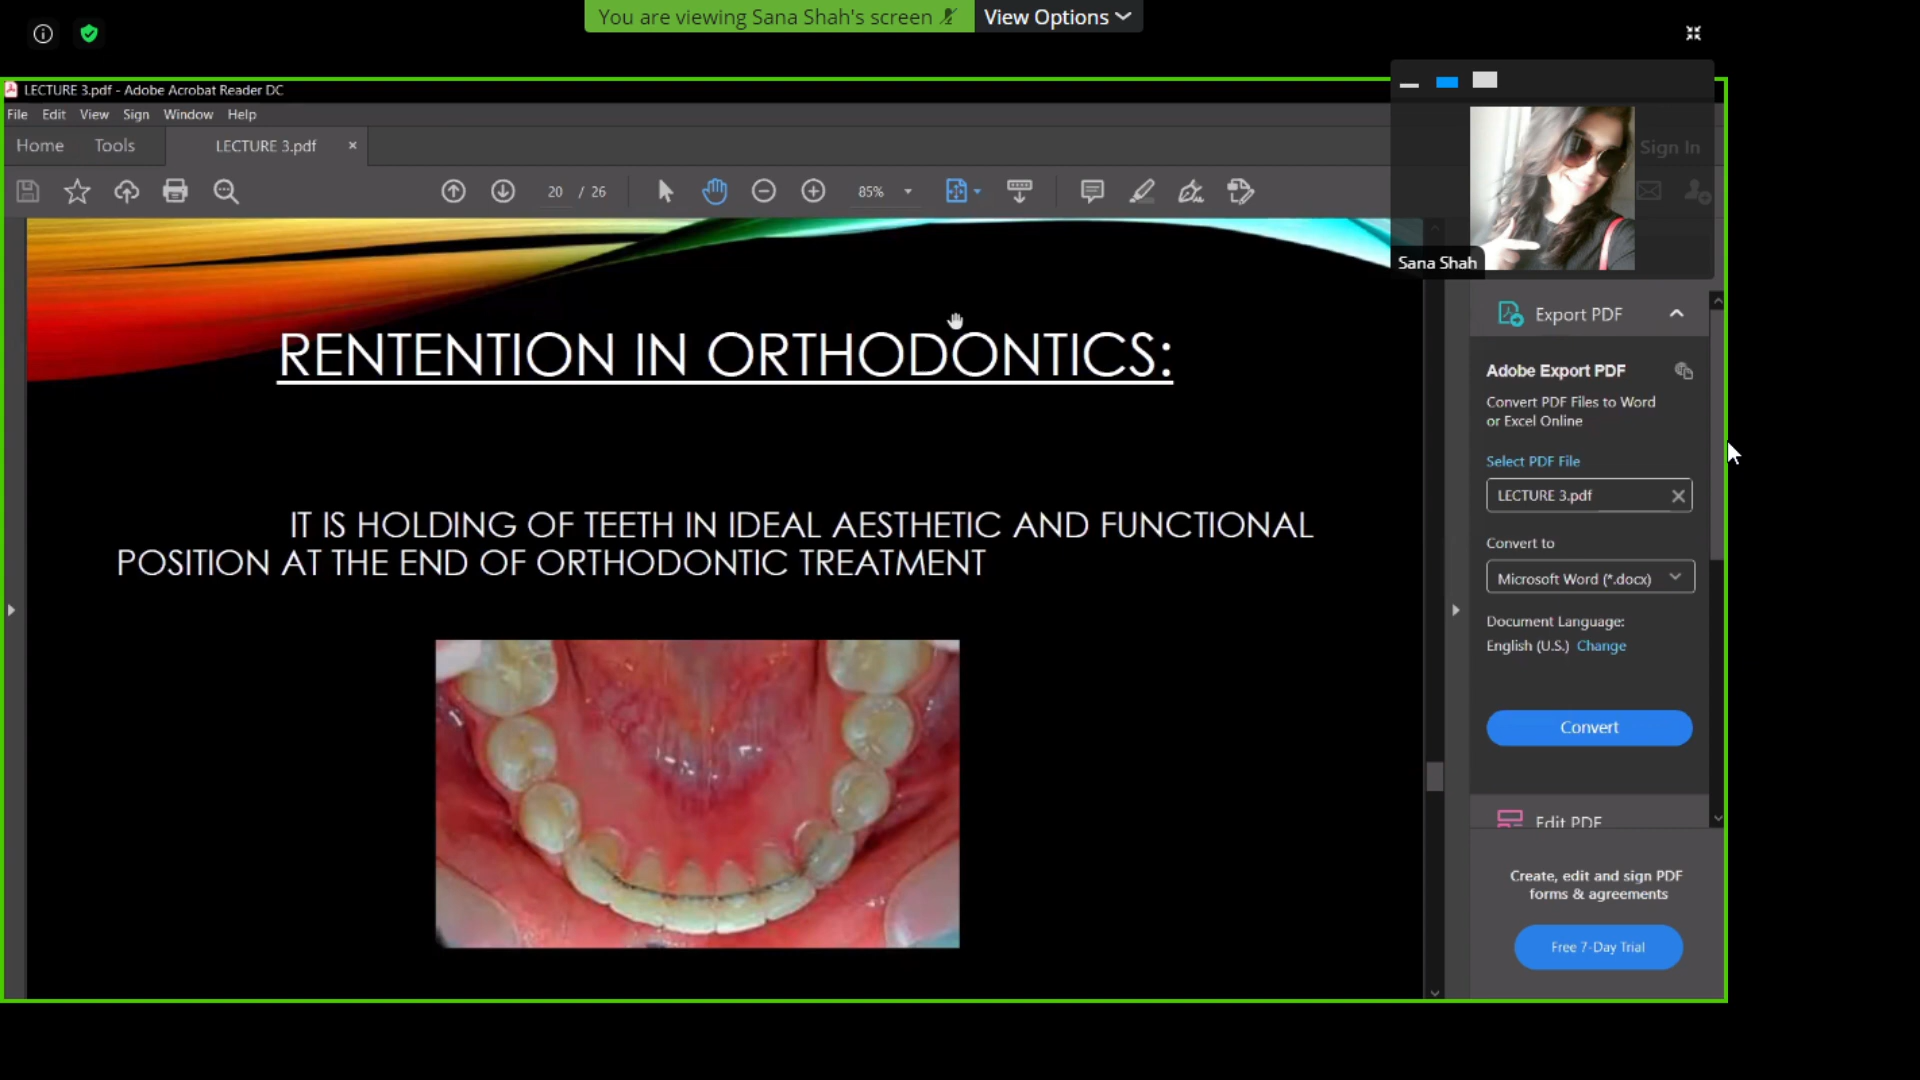 You are viewing Sana Shah's screen
View Options
LECTURE 3.pdf - Adobe Acrobat Reader DC
File Edit View Sign Window Help
Home Tools LECTURE 3.pdf ×
20 / 26 85%
Sign In
Sana Shah
RENTENTION IN ORTHODONTICS:
IT IS HOLDING OF TEETH IN IDEAL AESTHETIC AND FUNCTIONAL
POSITION AT THE END OF ORTHODONTIC TREATMENT
Export PDF
Adobe Export PDF
Convert PDF Files to Word
or Excel Online
Select PDF File
LECTURE 3.pdf
Convert to
Microsoft Word (*.docx)
Document Language:
English (U.S.) Change
Convert
Edit PDF
Create, edit and sign PDF
forms & agreements
Free 7-Day Trial